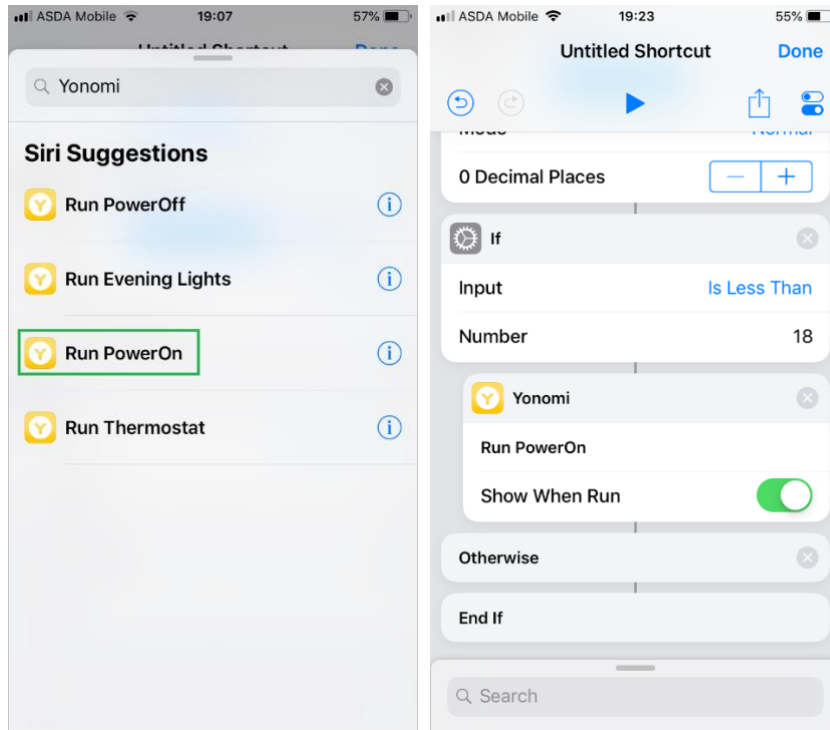 ASDA Mobile 19:07 57%
Yonomi
Siri Suggestions
Run PowerOff
Run Evening Lights
Run PowerOn
Run Thermostat
ASDA Mobile 19:23 55%
Untitled Shortcut Done
0 Decimal Places
If
Input Is Less Than
Number 18
Yonomi
Run PowerOn
Show When Run
Otherwise
End If
Search